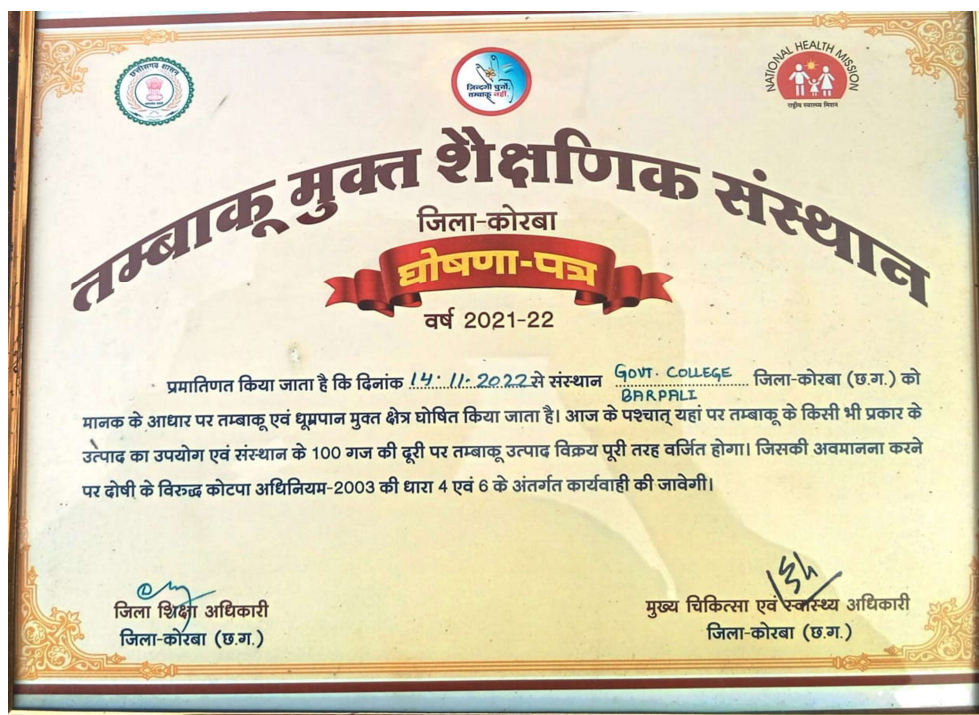 छत्तीसगढ़ शासन
ज़िन्दगी चुनो,
तम्बाकू नहीं.
NATIONAL HEALTH MISSION
राष्ट्रीय स्वास्थ्य मिशन
तम्बाकू मुक्त शैक्षणिक संस्थान
जिला-कोरबा
घोषणा-पत्र
वर्ष 2021-22
प्रमातिणत किया जाता है कि दिनांक 14.11.2022 से संस्थान GOVT. COLLEGE BARPALI जिला-कोरबा (छ.ग.) को
मानक के आधार पर तम्बाकू एवं धूम्रपान मुक्त क्षेत्र घोषित किया जाता है। आज के पश्चात् यहां पर तम्बाकू के किसी भी प्रकार के
उत्पाद का उपयोग एवं संस्थान के 100 गज की दूरी पर तम्बाकू उत्पाद विक्रय पूरी तरह वर्जित होगा। जिसकी अवमानना करने
पर दोषी के विरुद्ध कोटपा अधिनियम-2003 की धारा 4 एवं 6 के अंतर्गत कार्यवाही की जावेगी।
जिला शिक्षा अधिकारी
जिला-कोरबा (छ.ग.)
मुख्य चिकित्सा एवं स्वास्थ्य अधिकारी
जिला-कोरबा (छ.ग.)